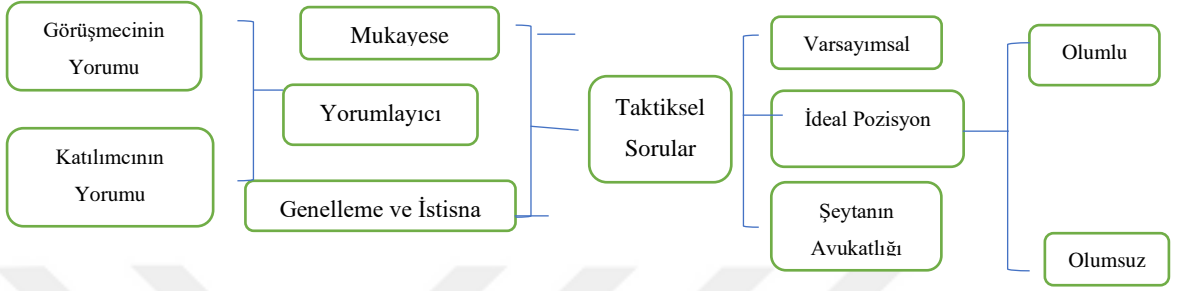 Görüşmecinin
Yorumu
Katılımcının
Yorumu
Mukayese
Yorumlayıcı
Genelleme ve İstisna
Taktiksel
Sorular
Varsayımsal
İdeal Pozisyon
Şeytanın
Avukatlığı
Olumlu
Olumsuz